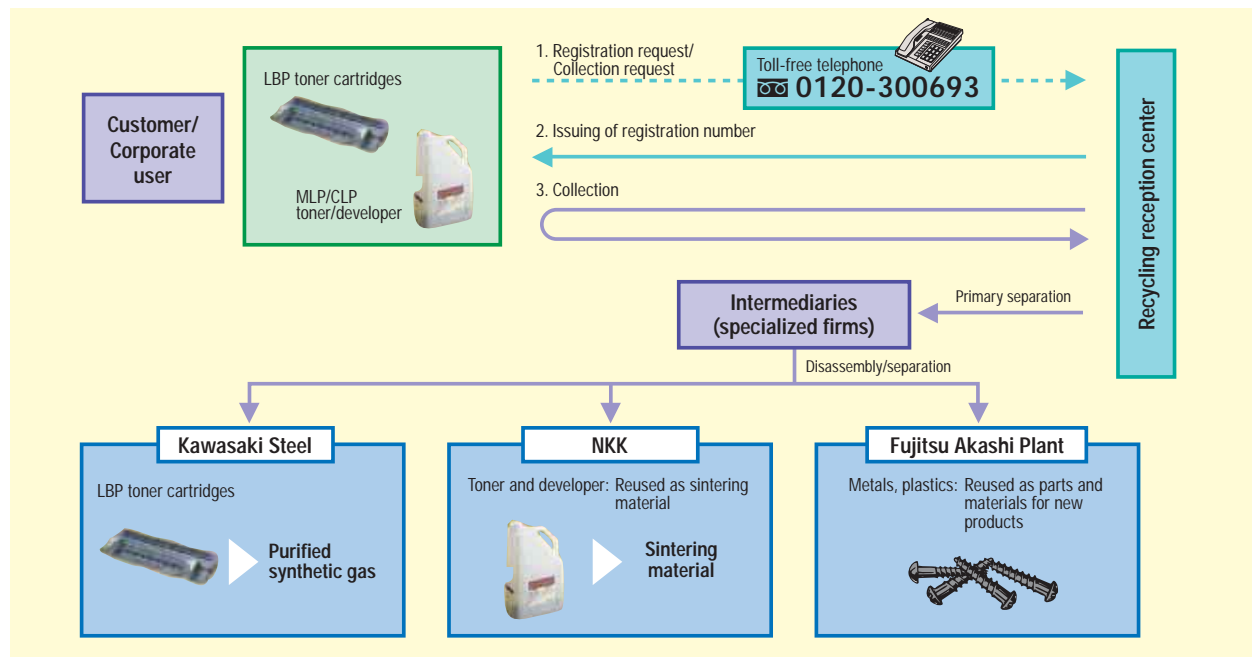 Customer/
Corporate
user
LBP toner cartridges
MLP/CLP
toner/developer
1. Registration request/
Collection request
Toll-free telephone
0120-300693
2. Issuing of registration number
3. Collection
Recycling reception center
Primary separation
Intermediaries
(specialized firms)
Disassembly/separation
Kawasaki Steel
LBP toner cartridges
Purified
synthetic gas
NKK
Toner and developer: Reused as sintering
material
Sintering
material
Fujitsu Akashi Plant
Metals, plastics: Reused as parts and
materials for new
products